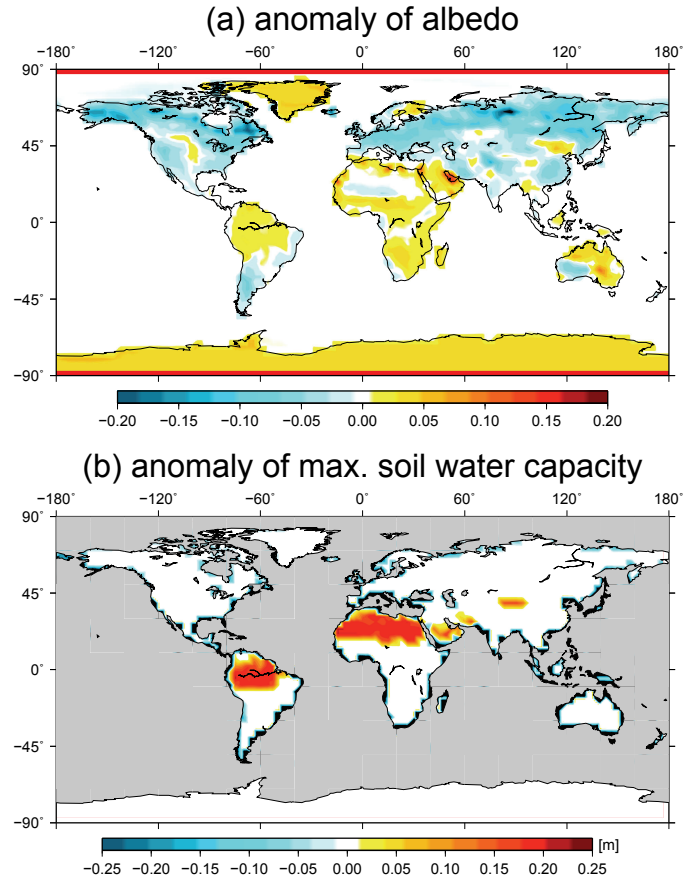 (a) anomaly of albedo
−180˚ −120˚ −60˚ 0˚ 60˚ 120˚ 180˚
90˚
45˚
0˚
−45˚
−90˚
−0.20 −0.15 −0.10 −0.05 0.00 0.05 0.10 0.15 0.20
(b) anomaly of max. soil water capacity
−180˚ −120˚ −60˚ 0˚ 60˚ 120˚ 180˚
90˚
45˚
0˚
−45˚
−90˚
[m]
−0.25 −0.20 −0.15 −0.10 −0.05 0.00 0.05 0.10 0.15 0.20 0.25